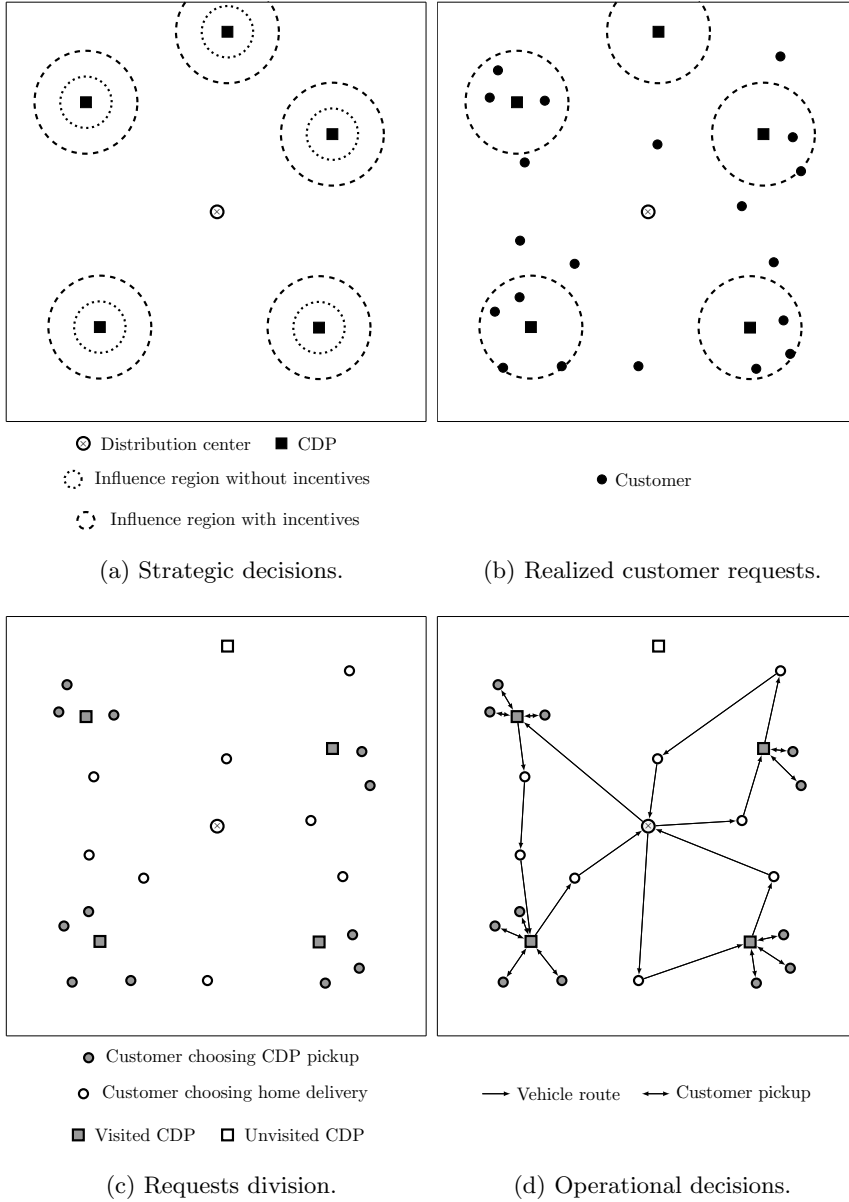 Distribution center CDP
Influence region without incentives
Influence region with incentives
Customer
(a) Strategic decisions.
(b) Realized customer requests.
Customer choosing CDP pickup
Customer choosing home delivery
Visited CDP Unvisited CDP
Vehicle route Customer pickup
(c) Requests division.
(d) Operational decisions.